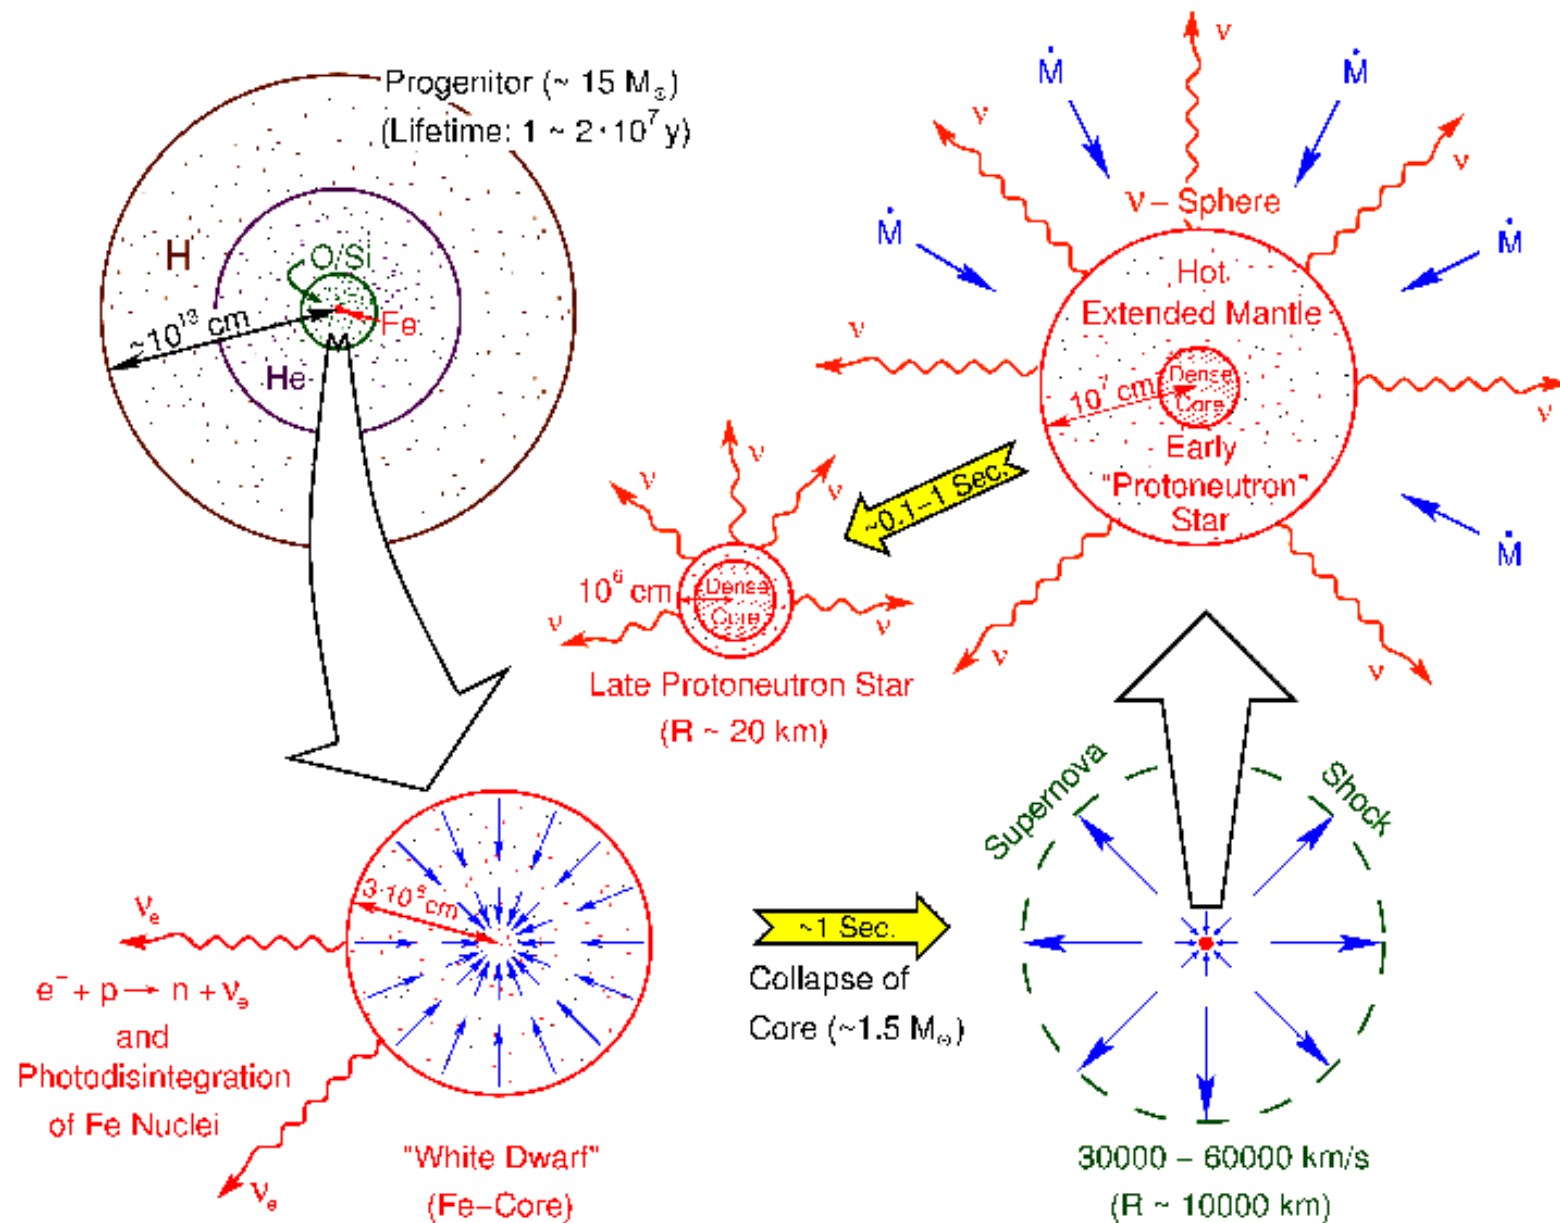 Progenitor (~ 15 M☉)
(Lifetime: 1 ~ 2·10⁷ y)
H
O/Si
Fe
~10¹³ cm
He
ν
Ṁ
Ṁ
ν
ν
ν – Sphere
Ṁ
Ṁ
Hot
Extended Mantle
ν
Dense
Core
10⁷ cm
ν
Early
"Protoneutron"
Star
Ṁ
ν
ν
~0.1–1 Sec.
ν
ν
ν
10⁶ cm
Dense
Core
ν
ν
Late Protoneutron Star
(R ~ 20 km)
νₑ
e⁻ + p → n + νₑ
and
Photodisintegration
of Fe Nuclei
νₑ
3·10⁸ cm
"White Dwarf"
(Fe–Core)
~1 Sec.
Collapse of
Core (~1.5 M☉)
Supernova
Shock
30000 – 60000 km/s
(R ~ 10000 km)